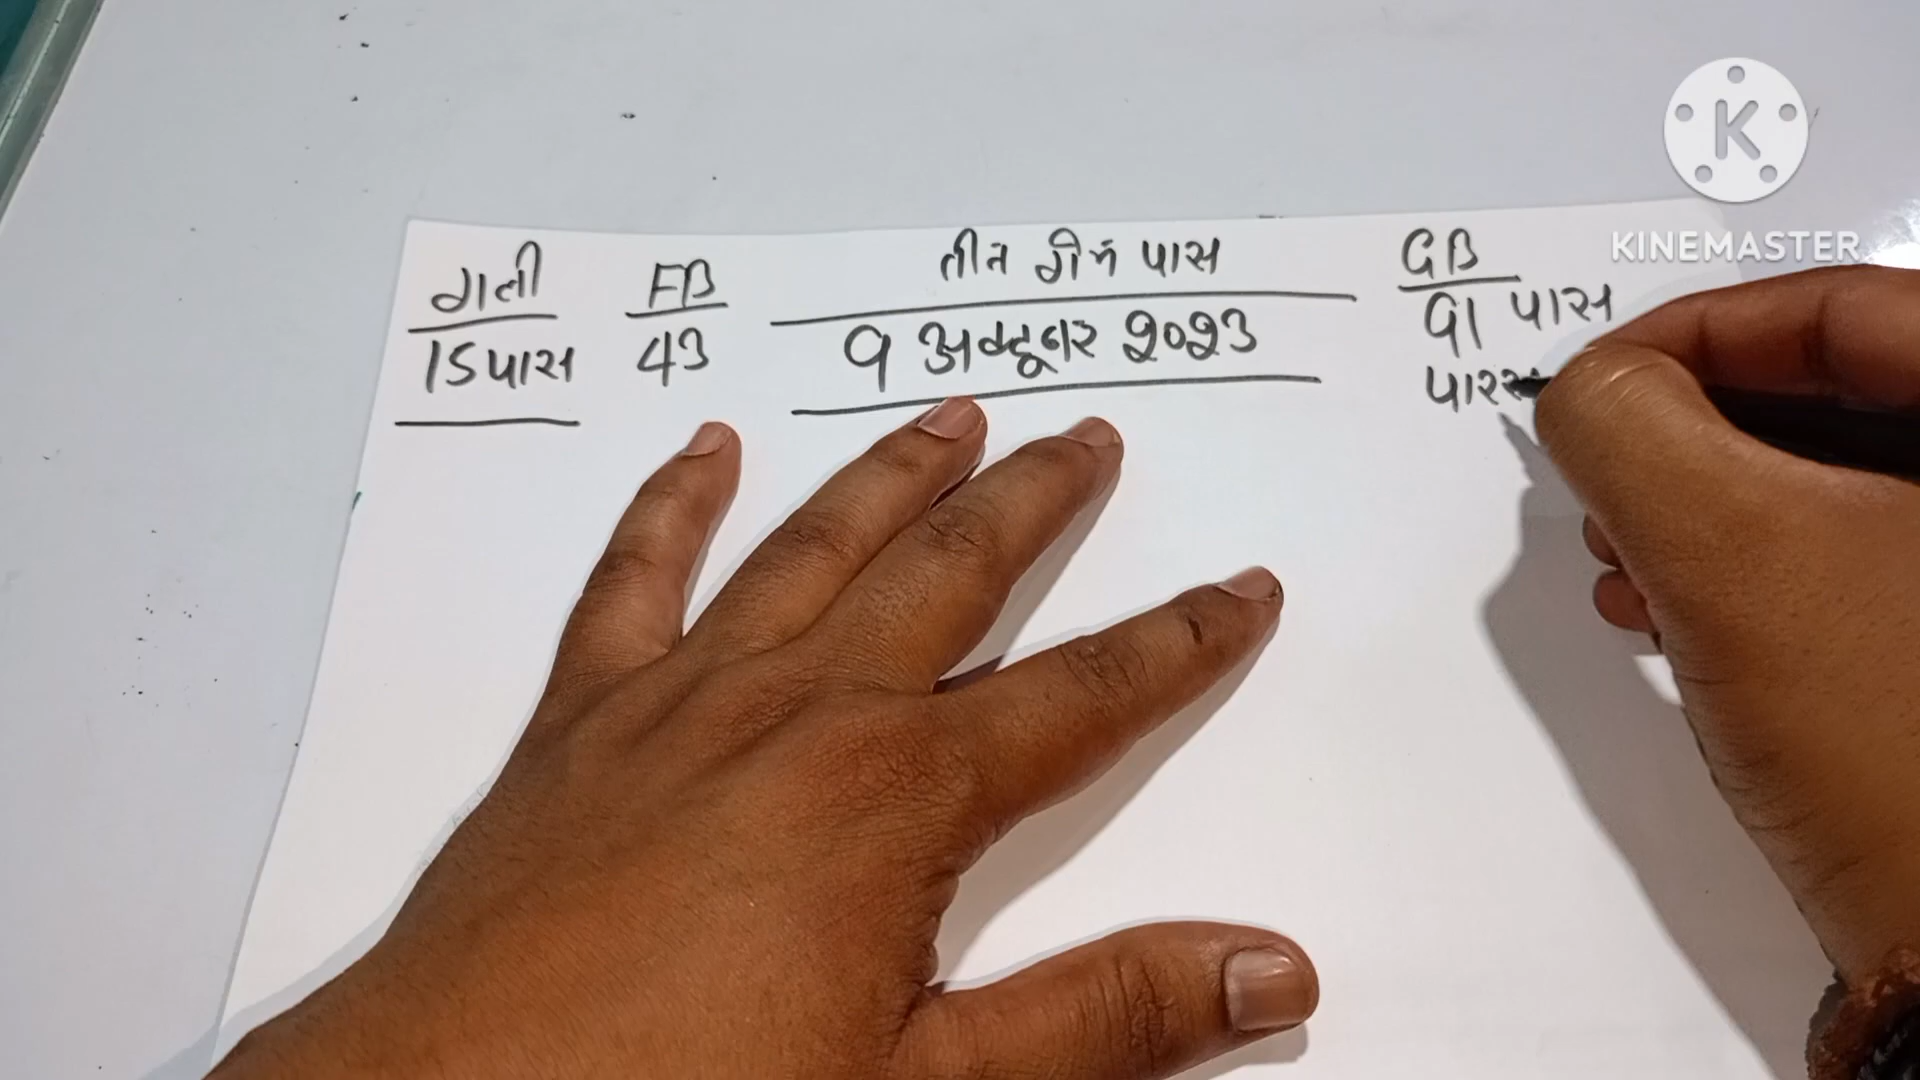 गली
15 पास
FB
43
तीन गेम पास
9 अक्टूबर 2023
GB
91 पास
K
KINEMASTER